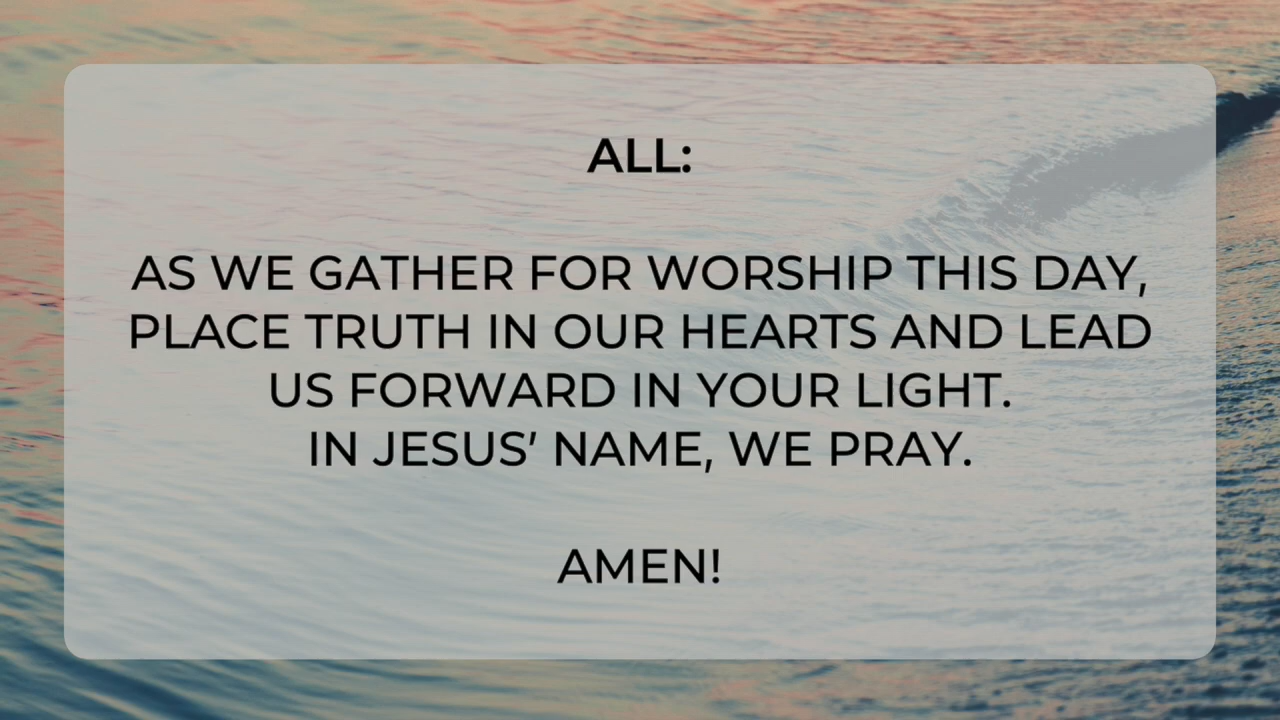 ALL:
AS WE GATHER FOR WORSHIP THIS DAY,
PLACE TRUTH IN OUR HEARTS AND LEAD
US FORWARD IN YOUR LIGHT.
IN JESUS’ NAME, WE PRAY.
AMEN!